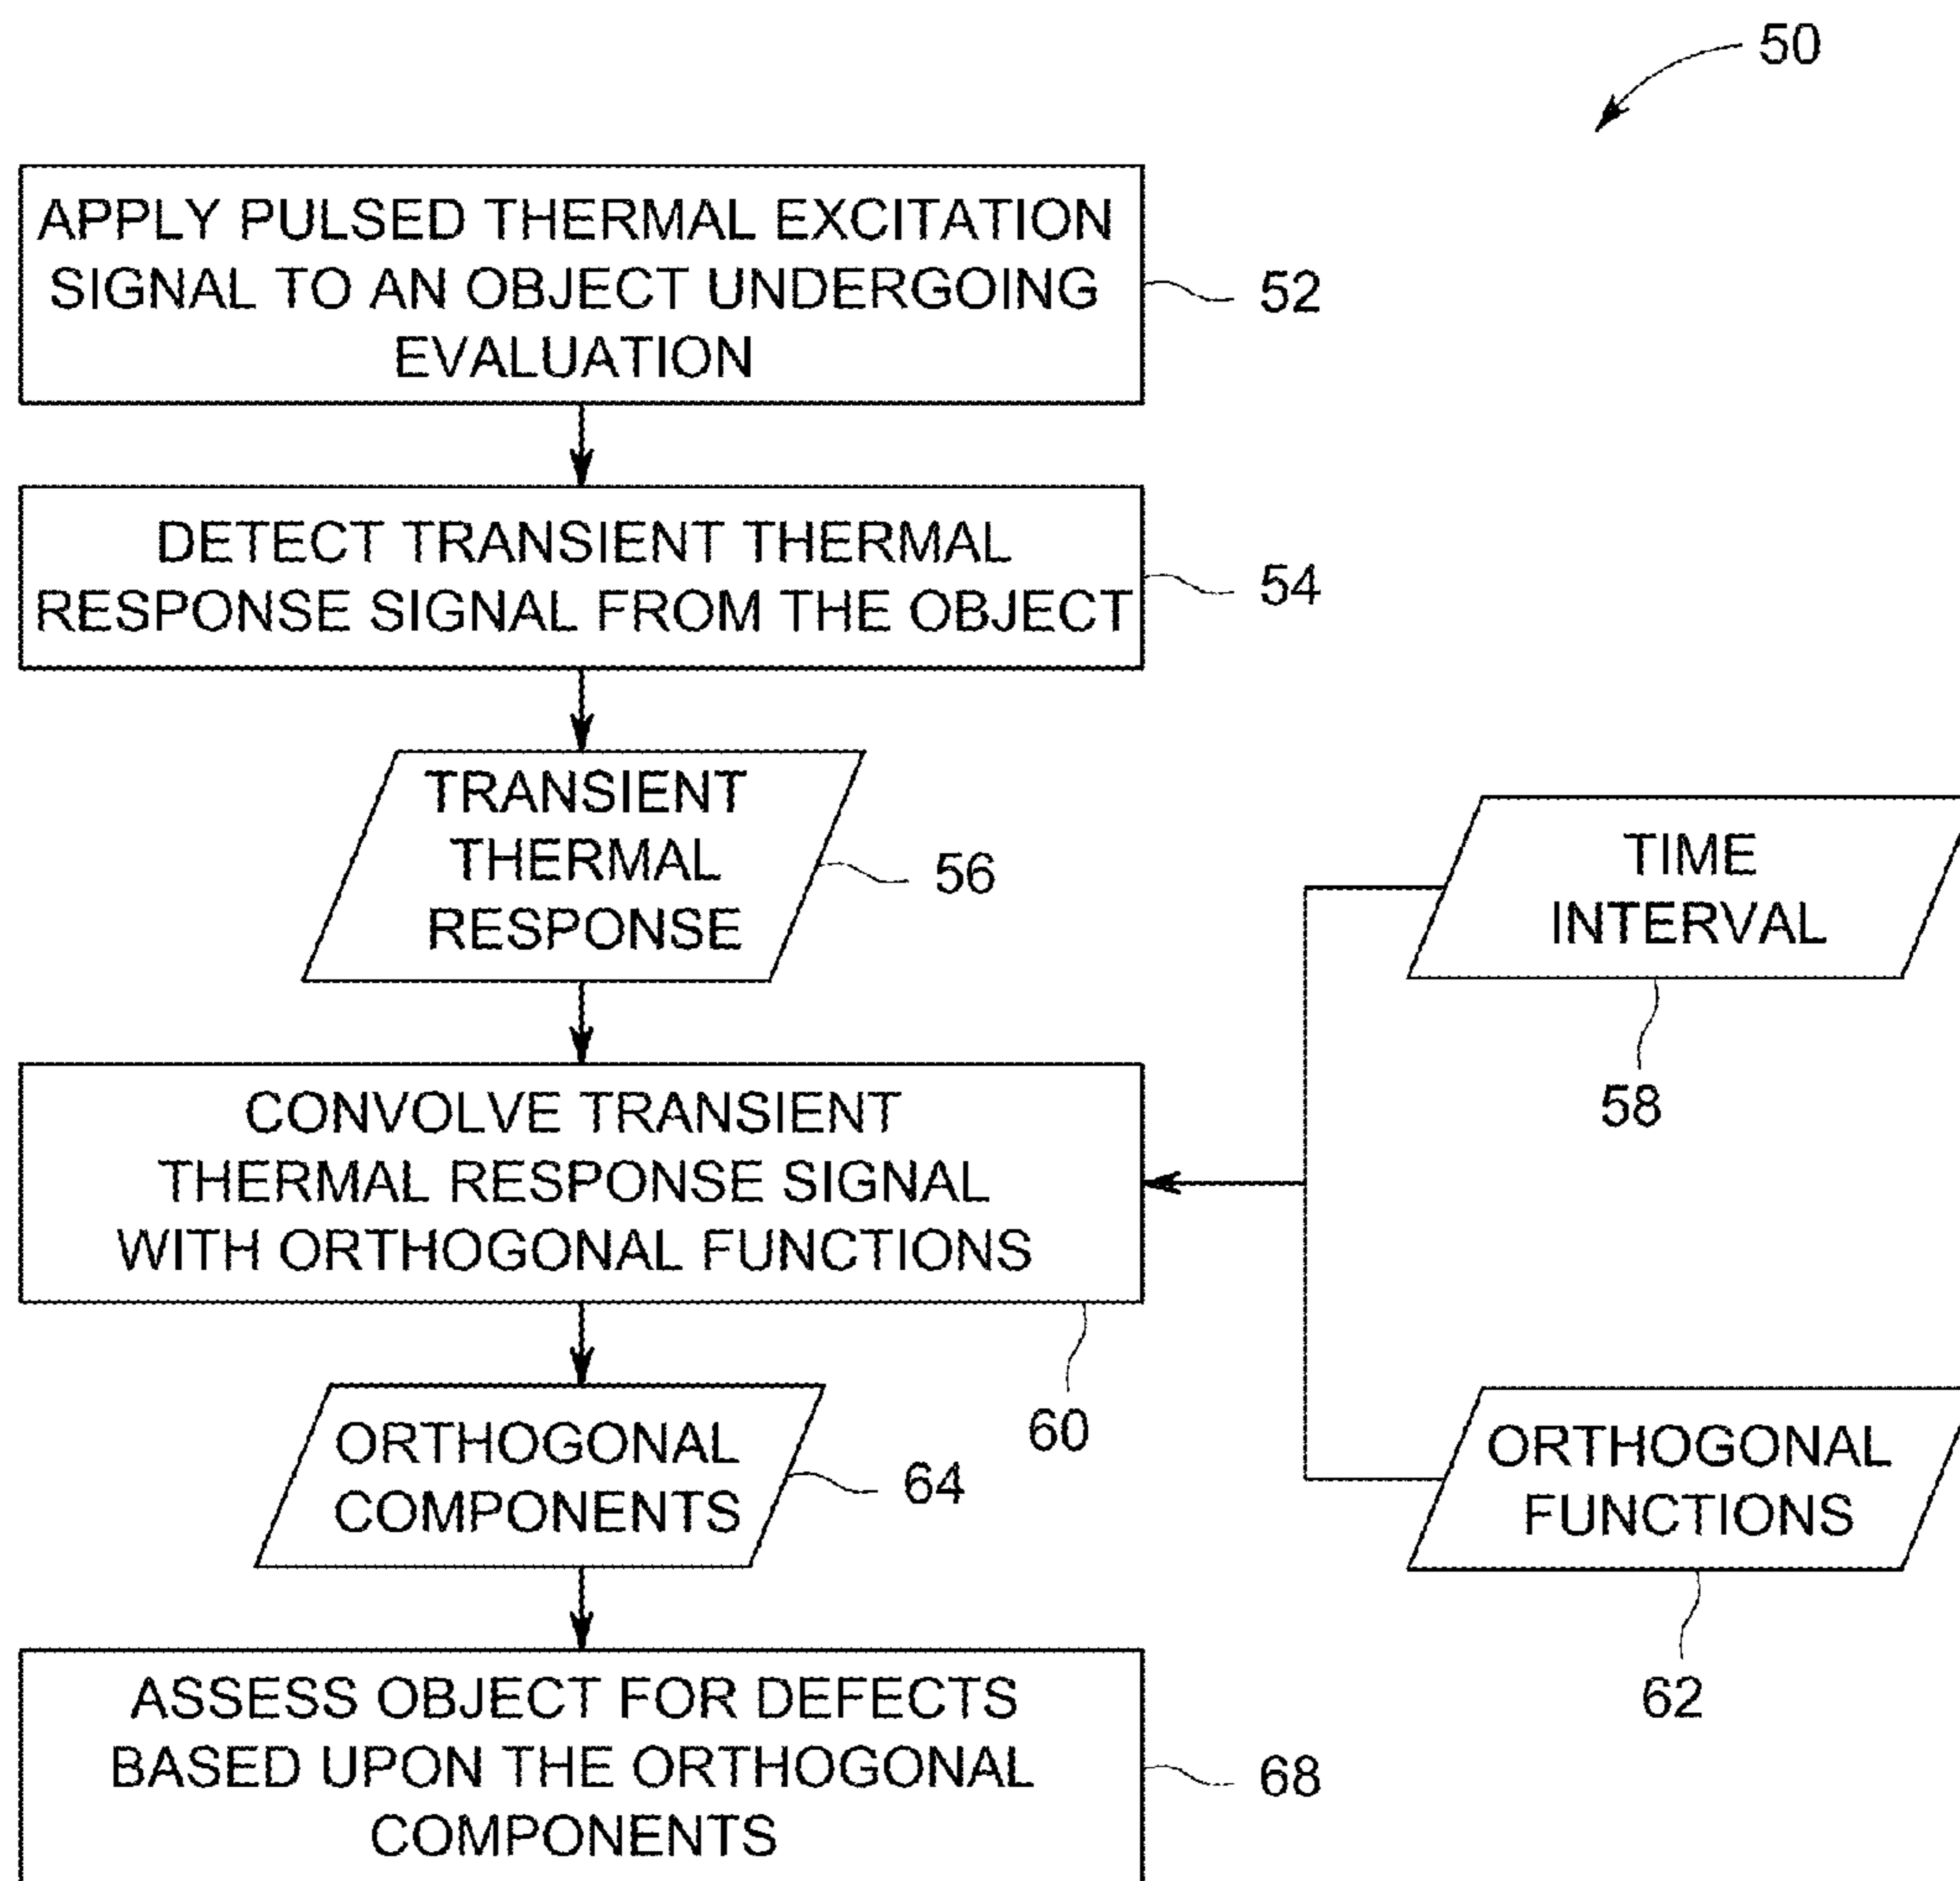 50
APPLY PULSED THERMAL EXCITATION
SIGNAL TO AN OBJECT UNDERGOING
EVALUATION
52
DETECT TRANSIENT THERMAL
RESPONSE SIGNAL FROM THE OBJECT
54
TRANSIENT
THERMAL
RESPONSE
56
TIME
INTERVAL
58
CONVOLVE TRANSIENT
THERMAL RESPONSE SIGNAL
WITH ORTHOGONAL FUNCTIONS
60
ORTHOGONAL
FUNCTIONS
62
ORTHOGONAL
COMPONENTS
64
ASSESS OBJECT FOR DEFECTS
BASED UPON THE ORTHOGONAL
COMPONENTS
68